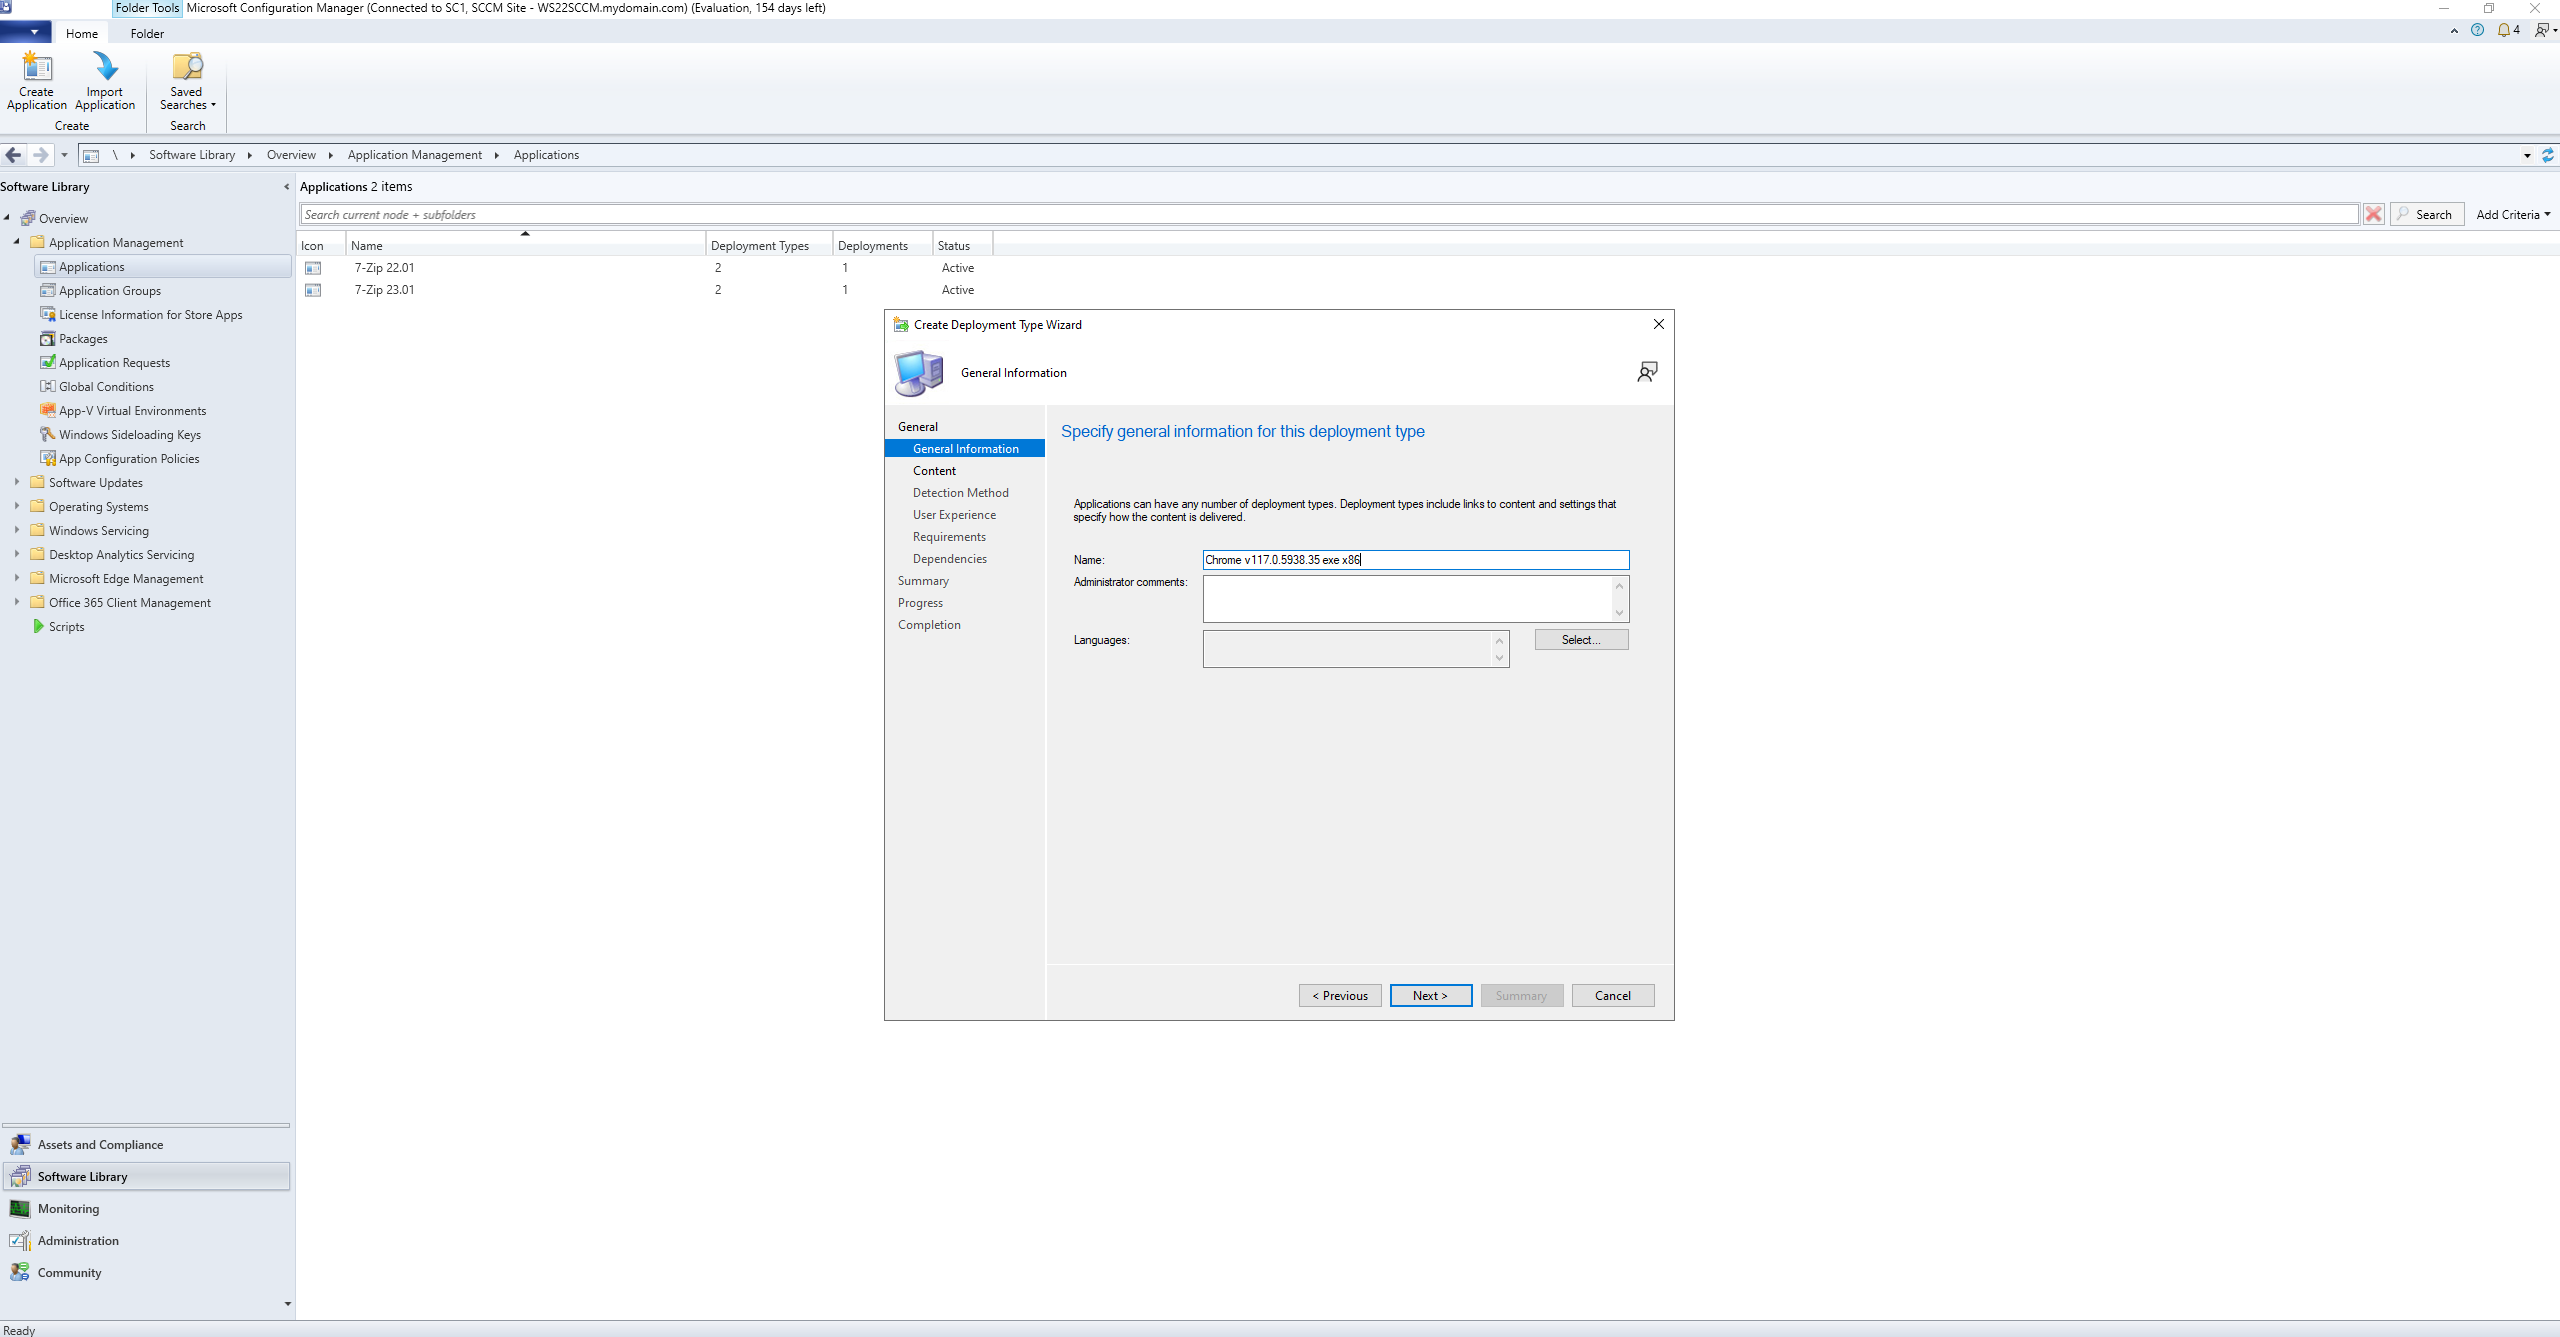 Folder Tools Microsoft Configuration Manager (Connected to SC1, SCCM Site - WS22SCCM.mydomain.com) (Evaluation, 154 days left)
Home Folder
4
Create Application
Import Application
Saved Searches
Create
Search
\ Software Library Overview Application Management Applications
Software Library
Overview
Application Management
Applications
Application Groups
License Information for Store Apps
Packages
Application Requests
Global Conditions
App-V Virtual Environments
Windows Sideloading Keys
App Configuration Policies
Software Updates
Operating Systems
Windows Servicing
Desktop Analytics Servicing
Microsoft Edge Management
Office 365 Client Management
Scripts
Assets and Compliance
Software Library
Monitoring
Administration
Community
Applications 2 items
Search current node + subfolders
Search
Add Criteria
Icon Name Deployment Types Deployments Status
7-Zip 22.01 2 1 Active
7-Zip 23.01 2 1 Active
Create Deployment Type Wizard
General Information
General
General Information
Content
Detection Method
User Experience
Requirements
Dependencies
Summary
Progress
Completion
Specify general information for this deployment type
Applications can have any number of deployment types. Deployment types include links to content and settings that
specify how the content is delivered.
Name: Chrome v117.0.5938.35 exe x86
Administrator comments:
Languages:
Select...
< Previous
Next >
Summary
Cancel
Ready